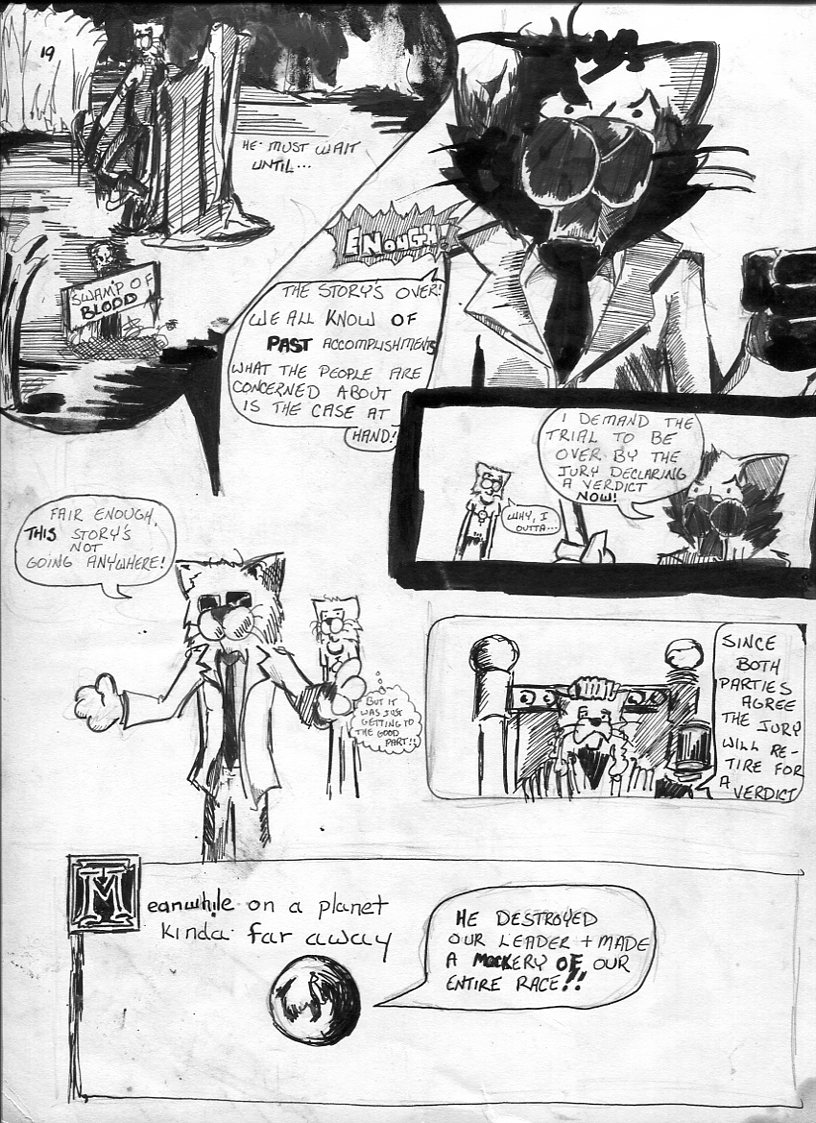 19
HE MUST WAIT
UNTIL...
SWAMP OF
BLOOD
ENOUGH!
THE STORY'S OVER!
WE ALL KNOW OF
PAST ACCOMPLISHMENTS
WHAT THE PEOPLE ARE
CONCERNED ABOUT
IS THE CASE AT
HAND!
I DEMAND THE
TRIAL TO BE
OVER BY THE
JURY DECLARING
A VERDICT
NOW!
WHY, I
OUTTA...
FAIR ENOUGH,
THIS STORY'S
NOT
GOING ANYWHERE!
BUT IT
WAS JUST
GETTING TO
THE GOOD
PART!!
SINCE
BOTH
PARTIES
AGREE
THE JURY
WILL RE-
TIRE FOR
A VERDICT
Meanwhile on a planet
kinda far away
HE DESTROYED
OUR LEADER + MADE
A MOCKERY OF OUR
ENTIRE RACE!!